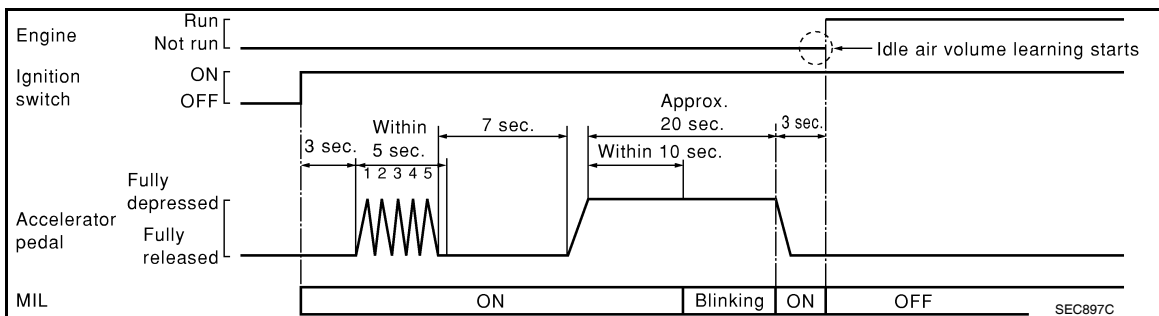 Engine
Run
Not run
Idle air volume learning starts
Ignition
switch
ON
OFF
3 sec.
Within
5 sec.
7 sec.
Approx.
20 sec.
3 sec.
Within 10 sec.
1 2 3 4 5
Accelerator
pedal
Fully
depressed
Fully
released
MIL
ON
Blinking
ON
OFF
SEC897C